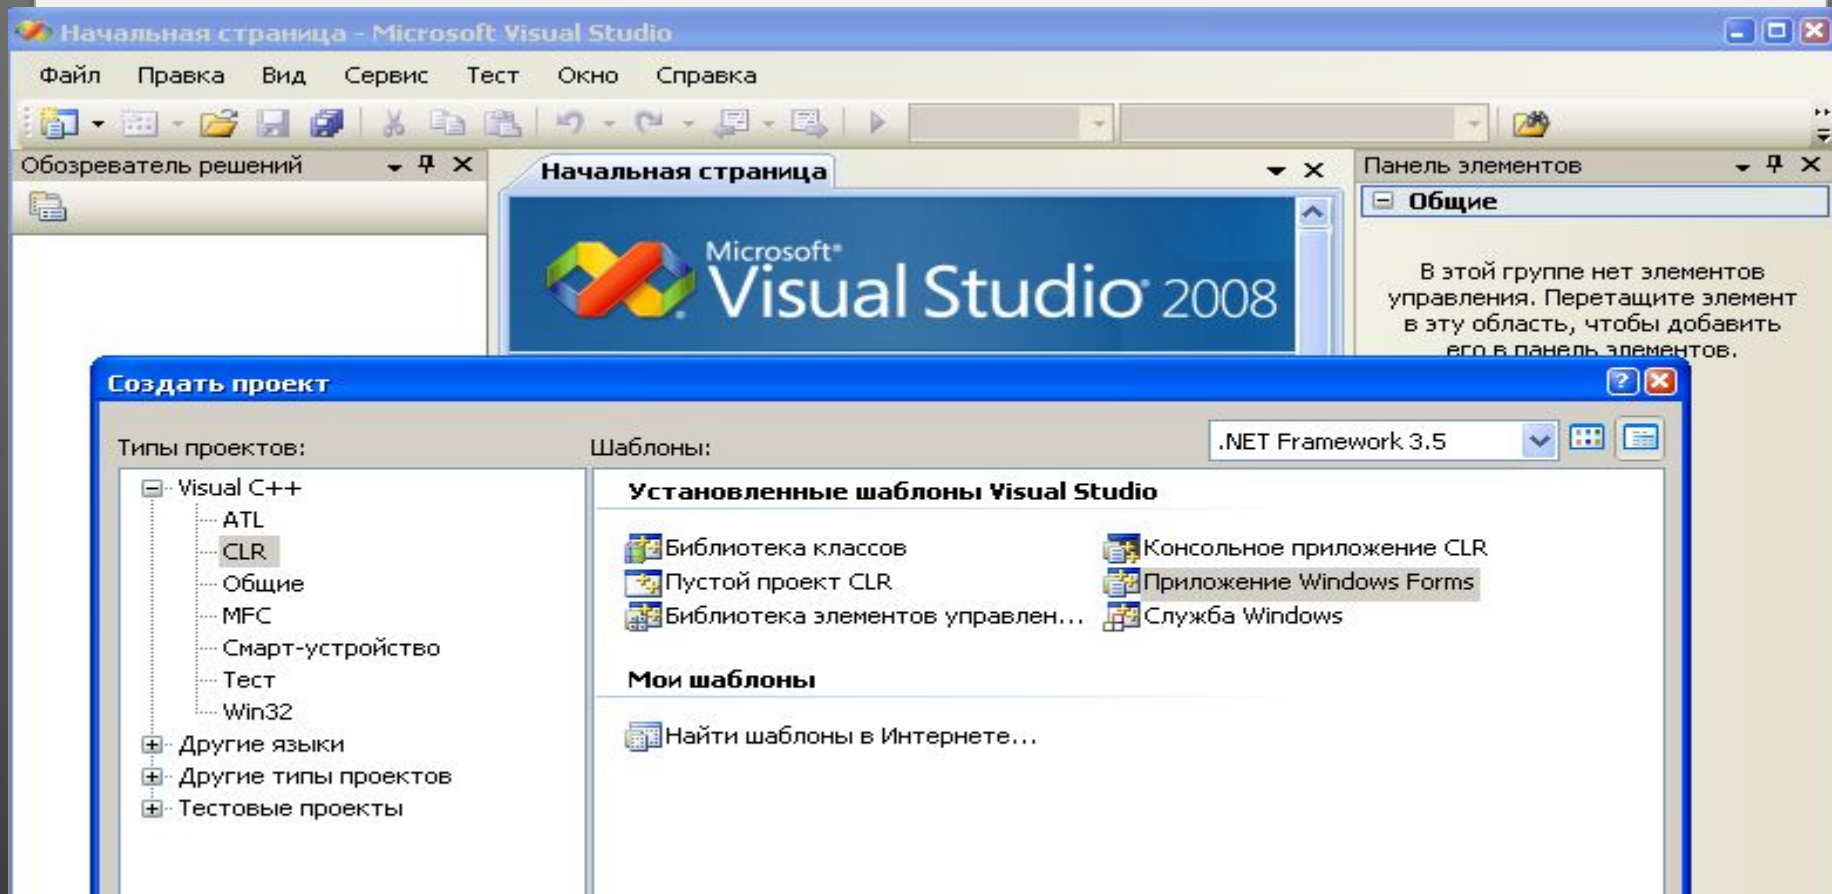 Начальная страница - Microsoft Visual Studio
Файл Правка Вид Сервис Тест Окно Справка
Обозреватель решений
Начальная страница
Панель элементов
Общие
Microsoft®
Visual Studio® 2008
В этой группе нет элементов
управления. Перетащите элемент
в эту область, чтобы добавить
его в панель элементов.
Создать проект
Типы проектов:
Шаблоны:
.NET Framework 3.5
Visual C++
ATL
CLR
Общие
MFC
Смарт-устройство
Тест
Win32
Другие языки
Другие типы проектов
Тестовые проекты
Установленные шаблоны Visual Studio
Библиотека классов
Консольное приложение CLR
Пустой проект CLR
Приложение Windows Forms
Библиотека элементов управлен...
Служба Windows
Мои шаблоны
Найти шаблоны в Интернете...